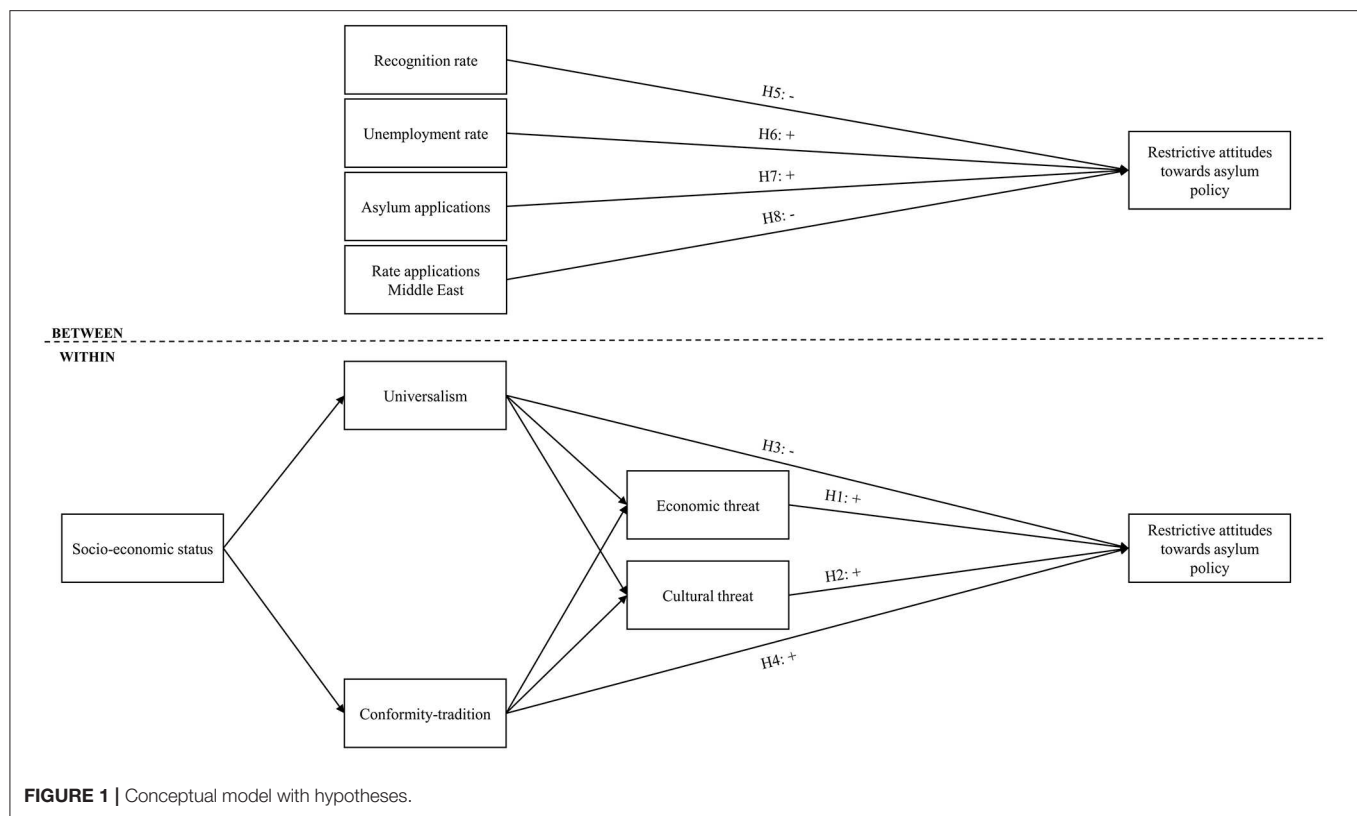 Recognition rate
H5: -
Unemployment rate
H6: +
Restrictive attitudes
towards asylum
policy
Asylum applications
H7: +
H8: -
Rate applications
Middle East
BETWEEN
WITHIN
Universalism
H3: -
Economic threat
H1: +
Socio-economic status
Restrictive attitudes
towards asylum
policy
Cultural threat
H2: +
H4: +
Conformity-tradition
FIGURE 1 | Conceptual model with hypotheses.